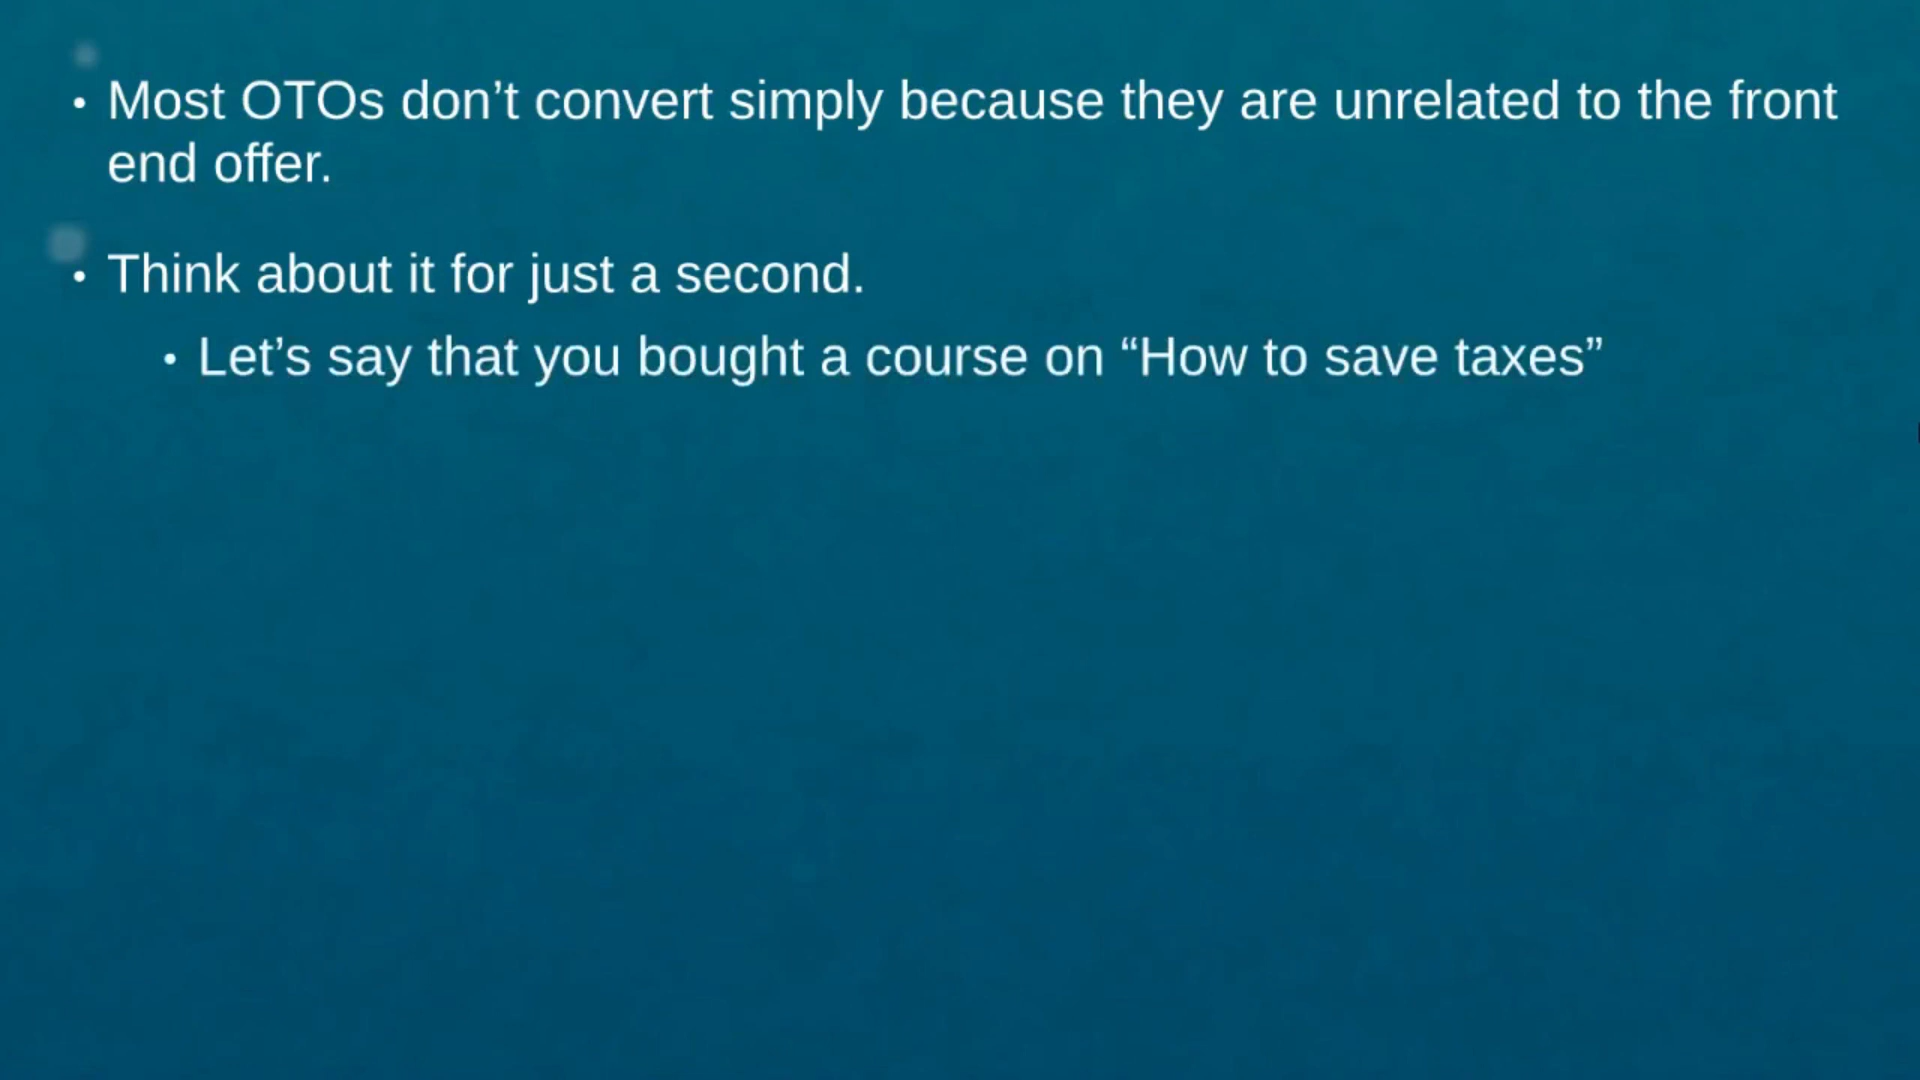 • Most OTOs don’t convert simply because they are unrelated to the front
end offer.
• Think about it for just a second.
• Let’s say that you bought a course on “How to save taxes”